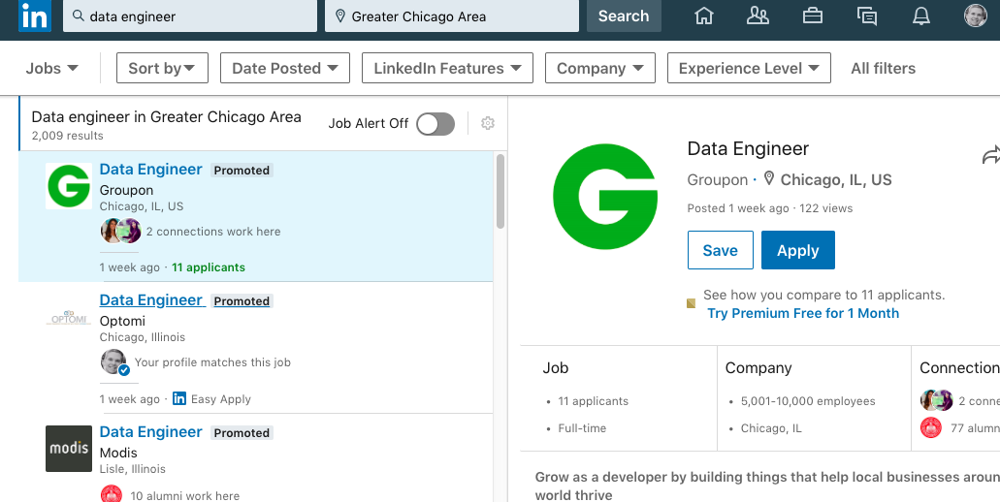 in data engineer Greater Chicago Area Search
Jobs Sort by Date Posted LinkedIn Features Company Experience Level All filters
Data engineer in Greater Chicago Area
2,009 results
Job Alert Off
Data Engineer Promoted
Groupon
Chicago, IL, US
2 connections work here
1 week ago · 11 applicants
Data Engineer Promoted
OPTOMI
Optomi
Chicago, Illinois
Your profile matches this job
1 week ago · in Easy Apply
Data Engineer Promoted
modis
Modis
Lisle, Illinois
10 alumni work here
G
G
Data Engineer
Groupon · Chicago, IL, US
Posted 1 week ago · 122 views
Save Apply
See how you compare to 11 applicants.
Try Premium Free for 1 Month
Job
• 11 applicants
• Full-time
Company
• 5,001-10,000 employees
• Chicago, IL
Connection
2 conne
77 alumn
Grow as a developer by building things that help local businesses aroun
world thrive